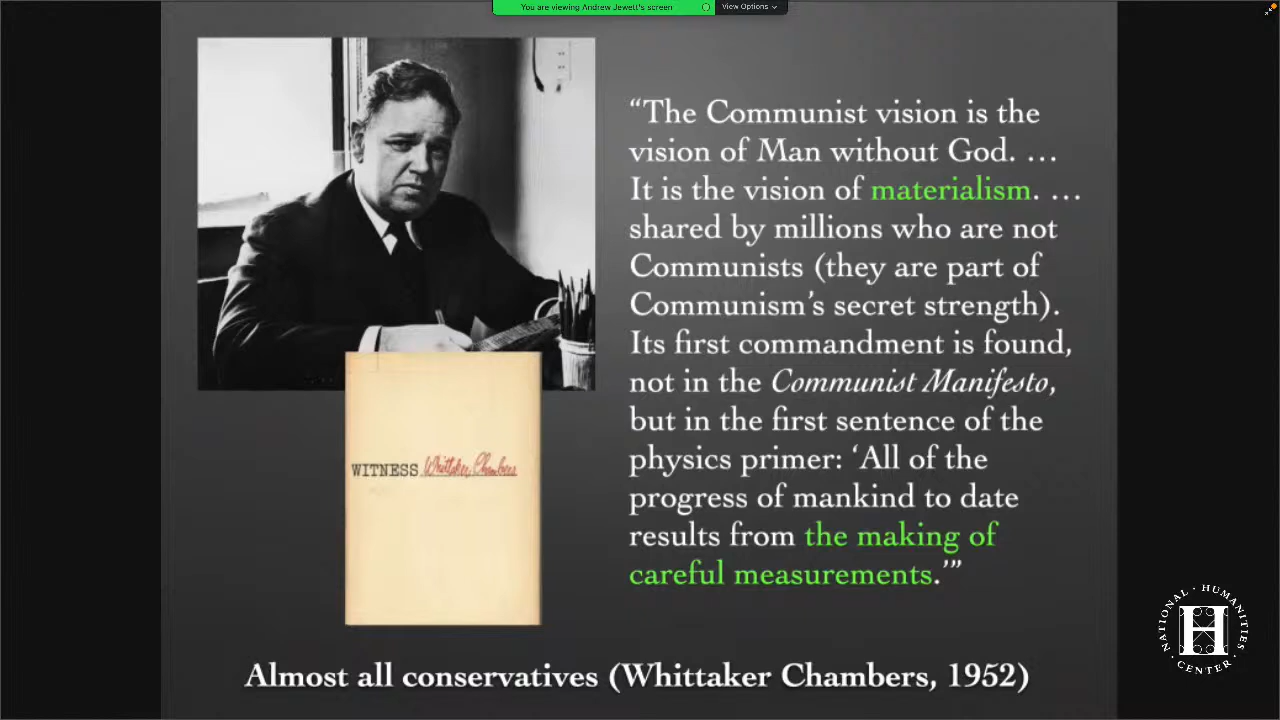 You are viewing Andrew Jewett's screen
View Options
“The Communist vision is the
vision of Man without God. …
It is the vision of materialism. …
shared by millions who are not
Communists (they are part of
Communism’s secret strength).
Its first commandment is found,
not in the Communist Manifesto,
but in the first sentence of the
physics primer: ‘All of the
progress of mankind to date
results from the making of
careful measurements.’”
WITNESS Whittaker Chambers
Almost all conservatives (Whittaker Chambers, 1952)
NATIONAL · HUMANITIES · CENTER ·
H